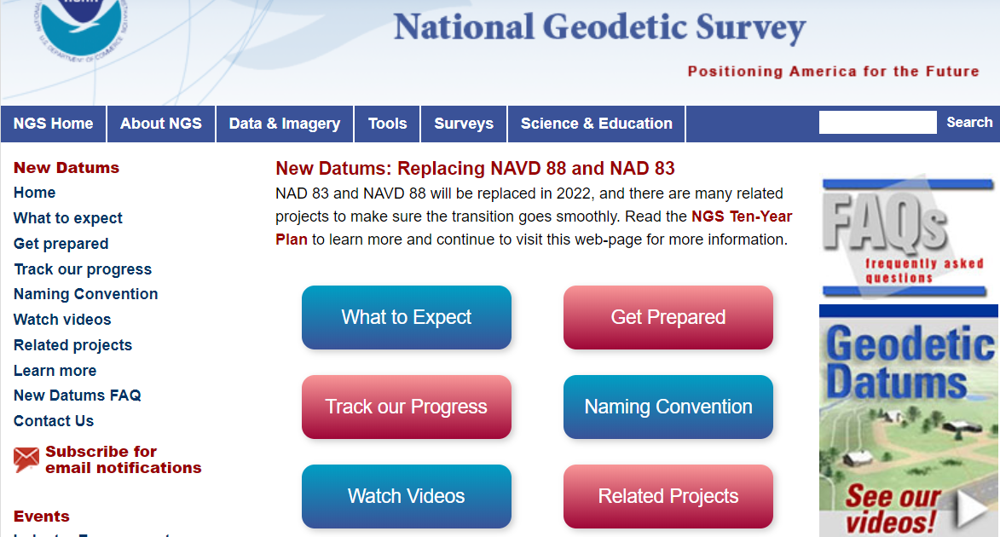 NOAA
NATIONAL
U.S. DEPARTMENT OF COMMERCE
National Geodetic Survey
Positioning America for the Future
NGS Home
About NGS
Data & Imagery
Tools
Surveys
Science & Education
Search
New Datums
Home
What to expect
Get prepared
Track our progress
Naming Convention
Watch videos
Related projects
Learn more
New Datums FAQ
Contact Us
Subscribe for
email notifications
Events
New Datums: Replacing NAVD 88 and NAD 83
NAD 83 and NAVD 88 will be replaced in 2022, and there are many related
projects to make sure the transition goes smoothly. Read the NGS Ten-Year
Plan to learn more and continue to visit this web-page for more information.
What to Expect
Get Prepared
Track our Progress
Naming Convention
Watch Videos
Related Projects
FAQs
frequently asked
questions
Geodetic
Datums
See our
videos!